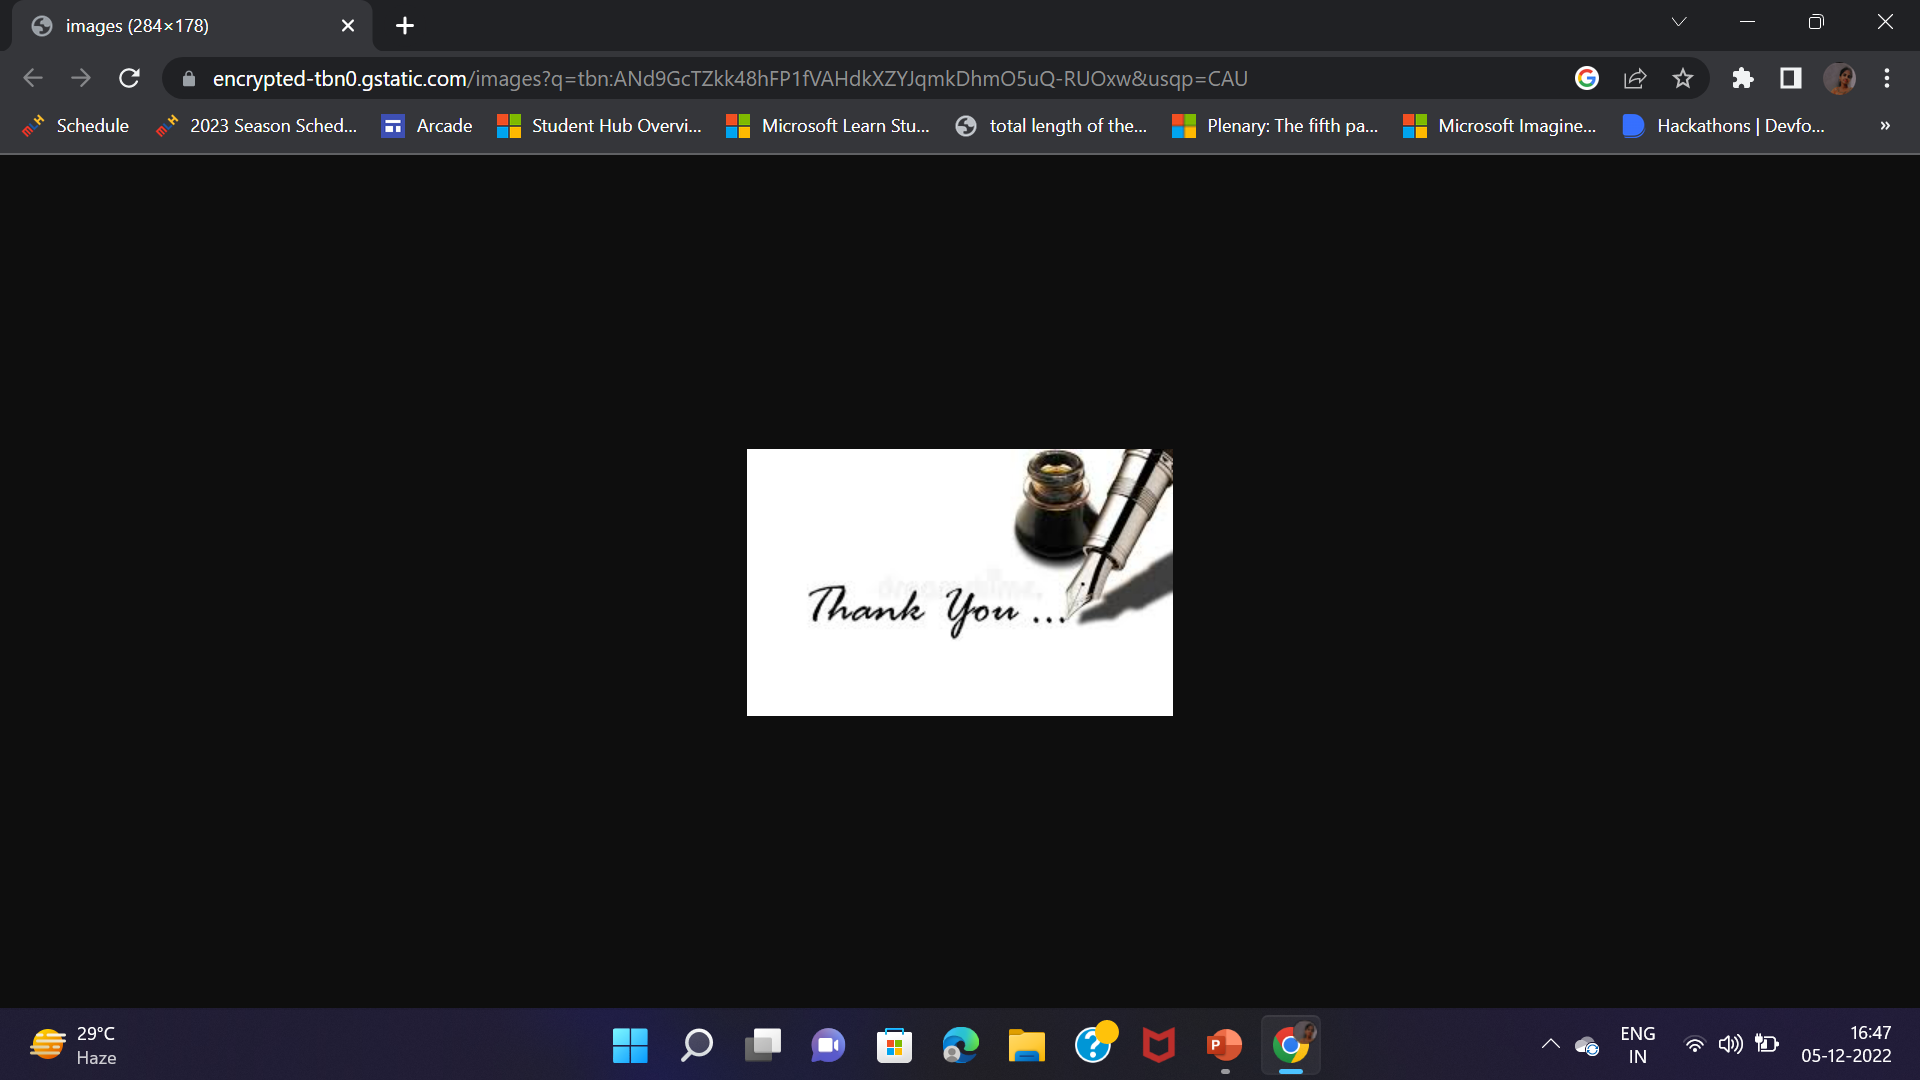 images (284×178)
encrypted-tbn0.gstatic.com/images?q=tbn:ANd9GcTZkk48hFP1fVAHdkXZYJqmkDhmO5uQ-RUOxw&usqp=CAU
Schedule 2023 Season Sched... Arcade Student Hub Overvi... Microsoft Learn Stu... total length of the... Plenary: The fifth pa... Microsoft Imagine... Hackathons | Devfo... »
dreamstime.
Thank You ...
29°C
Haze
ENG
IN
16:47
05-12-2022